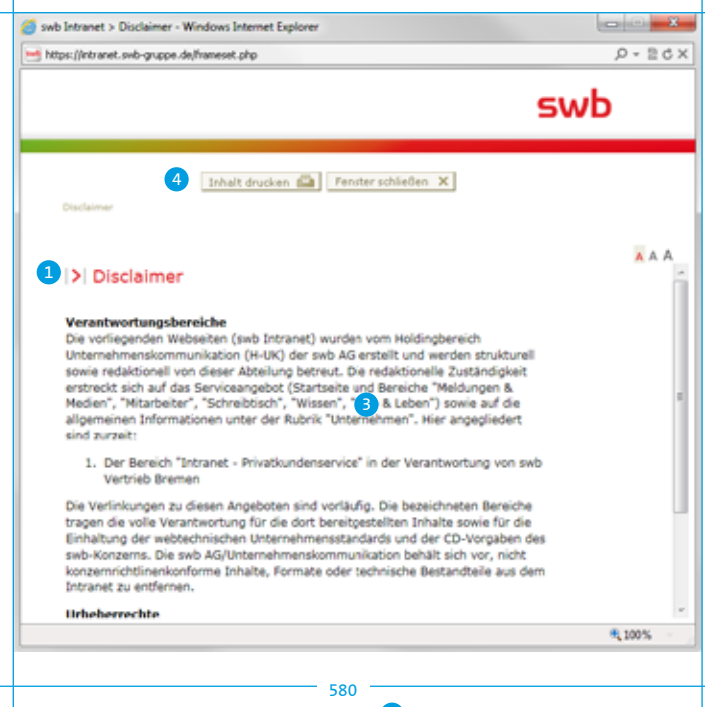 swb Intranet > Disclaimer - Windows Internet Explorer
https://intranet.swb-gruppe.de/frameset.php
swb
4
Inhalt drucken
Fenster schließen
Disclaimer
A A A
1
Disclaimer
Verantwortungsbereiche
Die vorliegenden Webseiten (swb Intranet) wurden vom Holdingbereich
Unternehmenskommunikation (H-UK) der swb AG erstellt und werden strukturell
sowie redaktionell von dieser Abteilung betreut. Die redaktionelle Zuständigkeit
erstreckt sich auf das Serviceangebot (Startseite und Bereiche "Meldungen &
Medien", "Mitarbeiter", "Schreibtisch", "Wissen", " 3 & Leben") sowie auf die
allgemeinen Informationen unter der Rubrik "Unternehmen". Hier angegliedert
sind zurzeit:
1. Der Bereich "Intranet - Privatkundenservice" in der Verantwortung von swb
Vertrieb Bremen
Die Verlinkungen zu diesen Angeboten sind vorläufig. Die bezeichneten Bereiche
tragen die volle Verantwortung für die dort bereitgestellten Inhalte sowie für die
Einhaltung der webtechnischen Unternehmensstandards und der CD-Vorgaben des
swb-Konzerns. Die swb AG/Unternehmenskommunikation behält sich vor, nicht
konzernrichtlinienkonforme Inhalte, Formate oder technische Bestandteile aus dem
Intranet zu entfernen.
Urheberrechte
100%
580